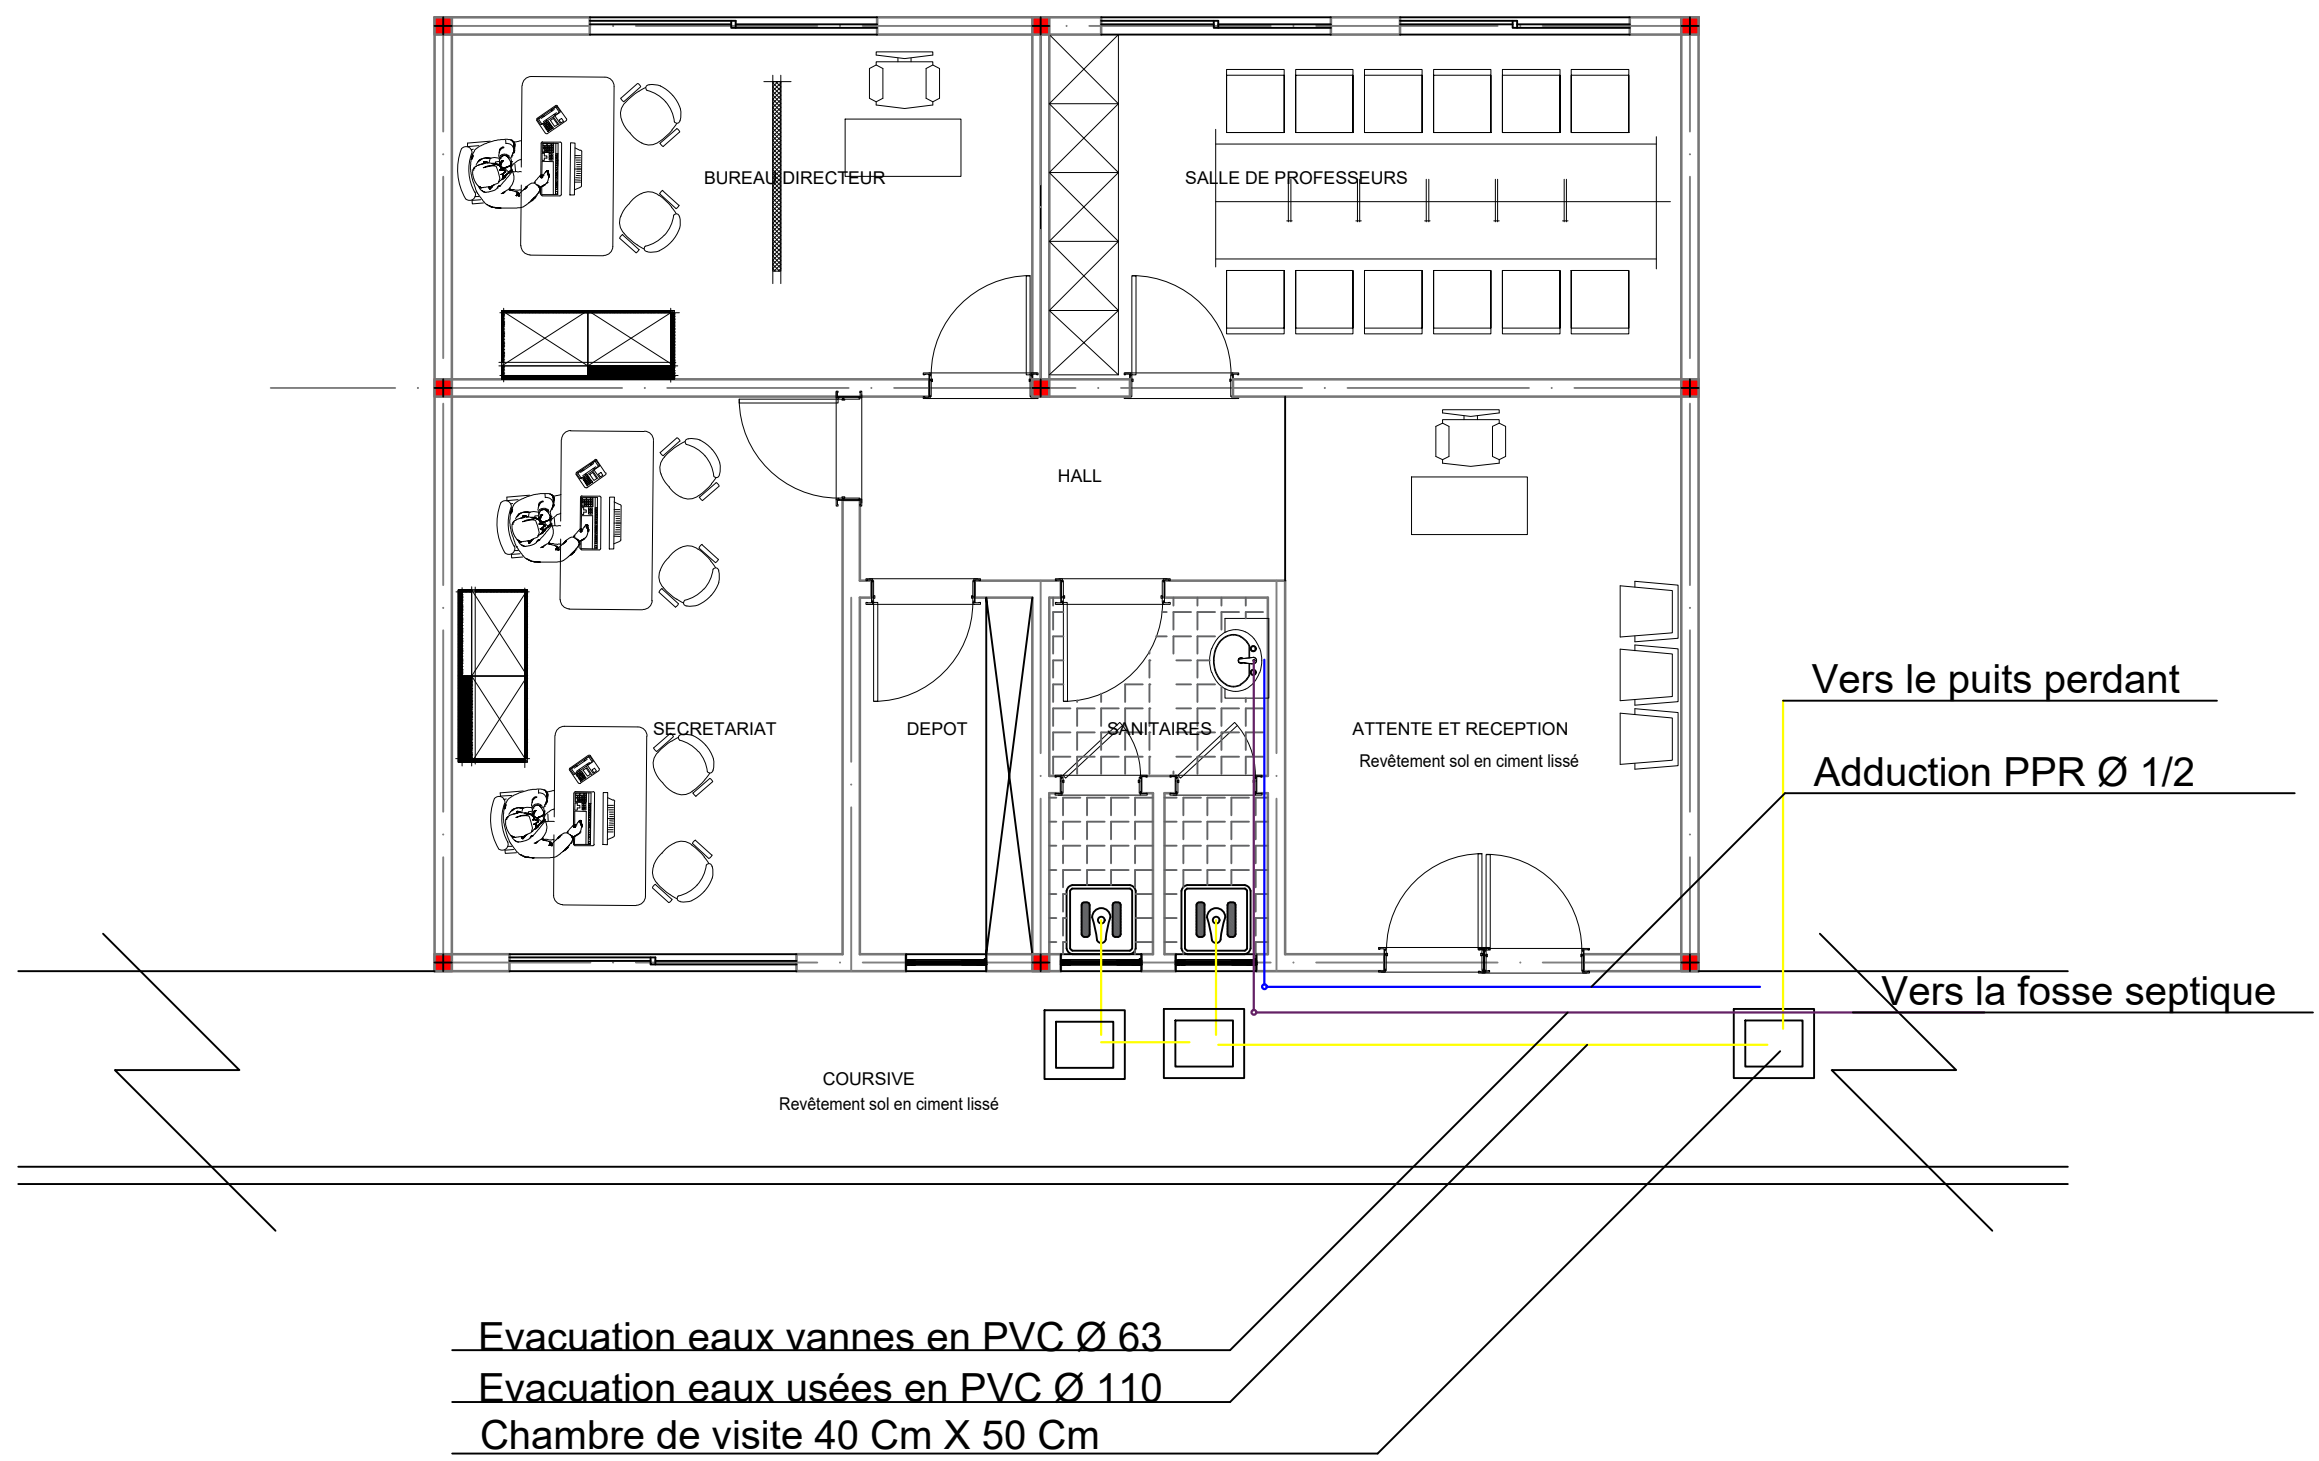 BUREAU DIRECTEUR
SALLE DE PROFESSEURS
HALL
SECRETARIAT
DEPOT
SANITAIRES
ATTENTE ET RECEPTION
Revêtement sol en ciment lissé
Vers le puits perdant
Adduction PPR Ø 1/2
Vers la fosse septique
COURSIVE
Revêtement sol en ciment lissé
Evacuation eaux vannes en PVC Ø 63
Evacuation eaux usées en PVC Ø 110
Chambre de visite 40 Cm X 50 Cm